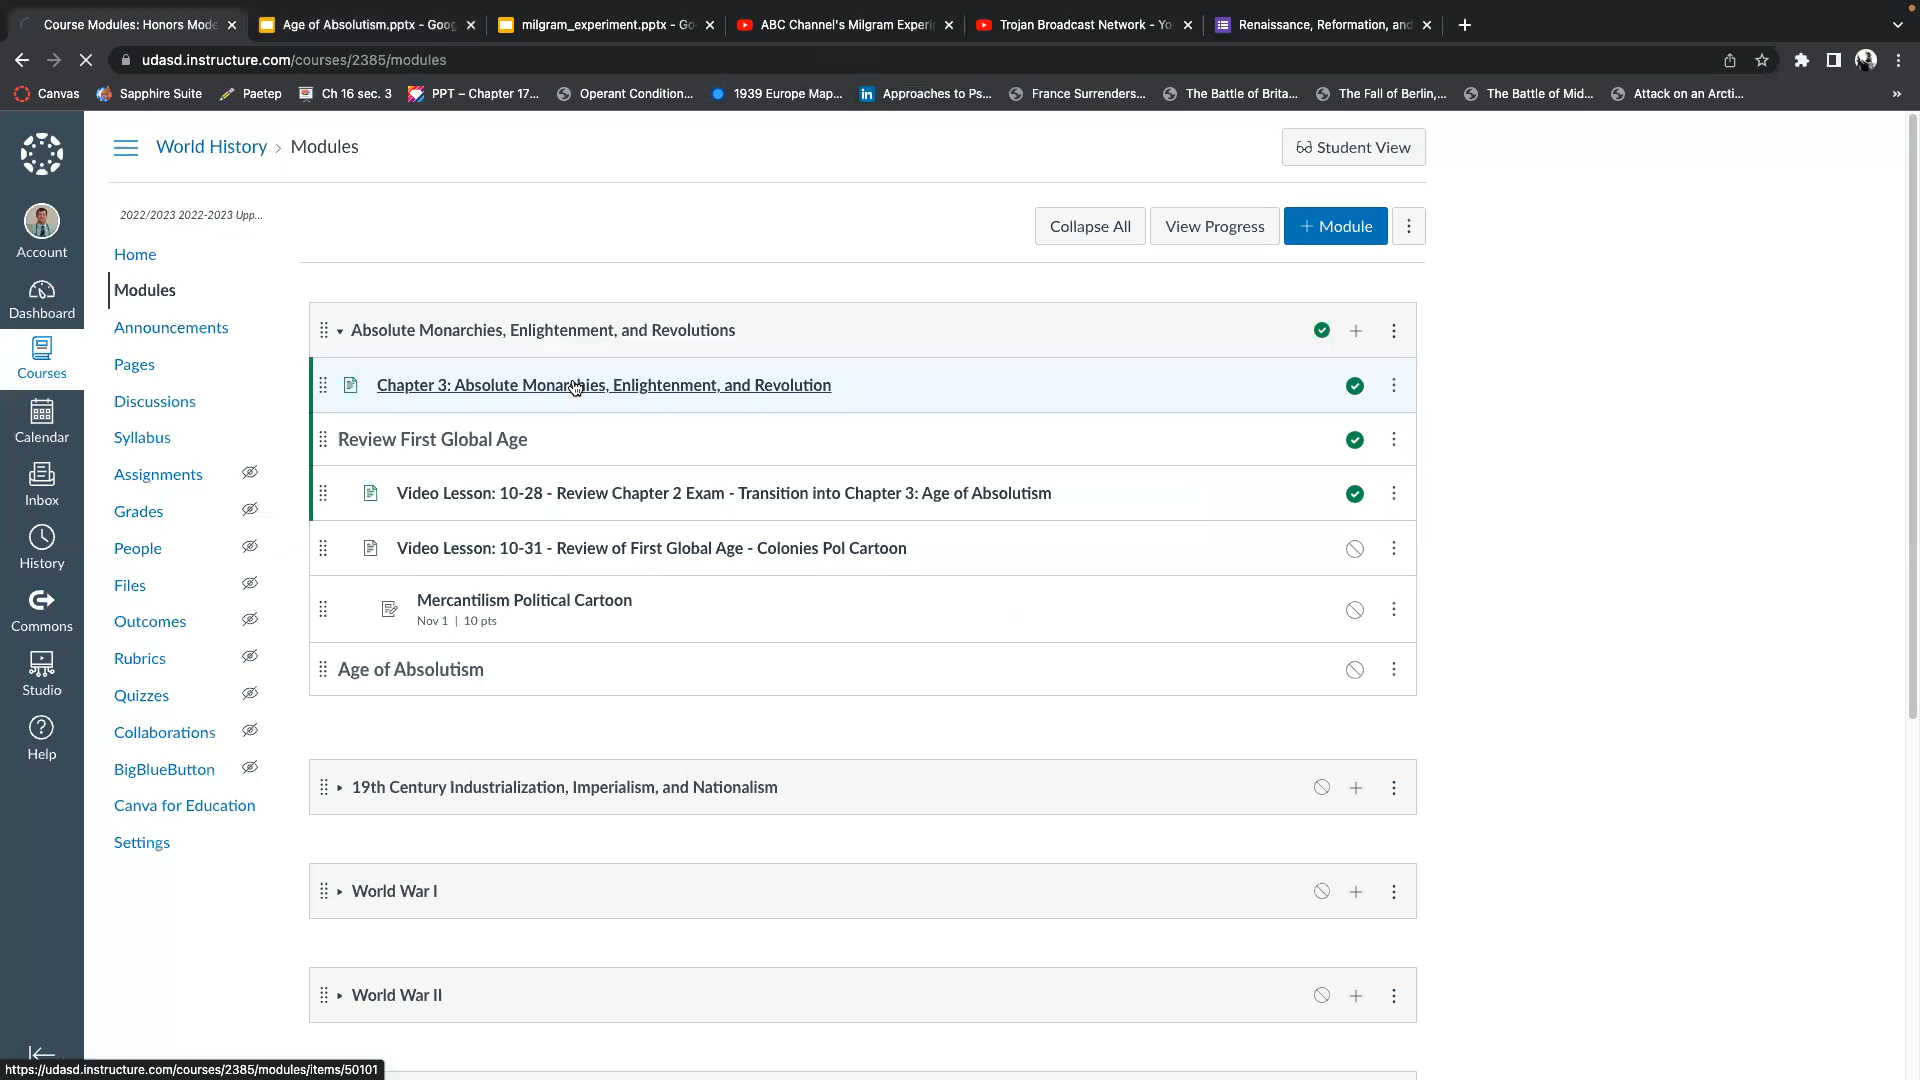 Course Modules: Honors Mode
Age of Absolutism.pptx - Goog
milgram_experiment.pptx - Go
ABC Channel's Milgram Experi
Trojan Broadcast Network - Yo
Renaissance, Reformation, and
udasd.instructure.com/courses/2385/modules
Canvas
Sapphire Suite
Paetep
Ch 16 sec. 3
PPT – Chapter 17...
Operant Condition...
1939 Europe Map...
Approaches to Ps...
France Surrenders...
The Battle of Brita...
The Fall of Berlin,...
The Battle of Mid...
Attack on an Arcti...
World History > Modules
Student View
2022/2023 2022-2023 Upp...
Collapse All
View Progress
+ Module
Account
Dashboard
Courses
Calendar
Inbox
History
Commons
Studio
Help
Home
Modules
Announcements
Pages
Discussions
Syllabus
Assignments
Grades
People
Files
Outcomes
Rubrics
Quizzes
Collaborations
BigBlueButton
Canva for Education
Settings
Absolute Monarchies, Enlightenment, and Revolutions
Chapter 3: Absolute Monarchies, Enlightenment, and Revolution
Review First Global Age
Video Lesson: 10-28 - Review Chapter 2 Exam - Transition into Chapter 3: Age of Absolutism
Video Lesson: 10-31 - Review of First Global Age - Colonies Pol Cartoon
Mercantilism Political Cartoon
Nov 1 | 10 pts
Age of Absolutism
19th Century Industrialization, Imperialism, and Nationalism
World War I
World War II
https://udasd.instructure.com/courses/2385/modules/items/50101